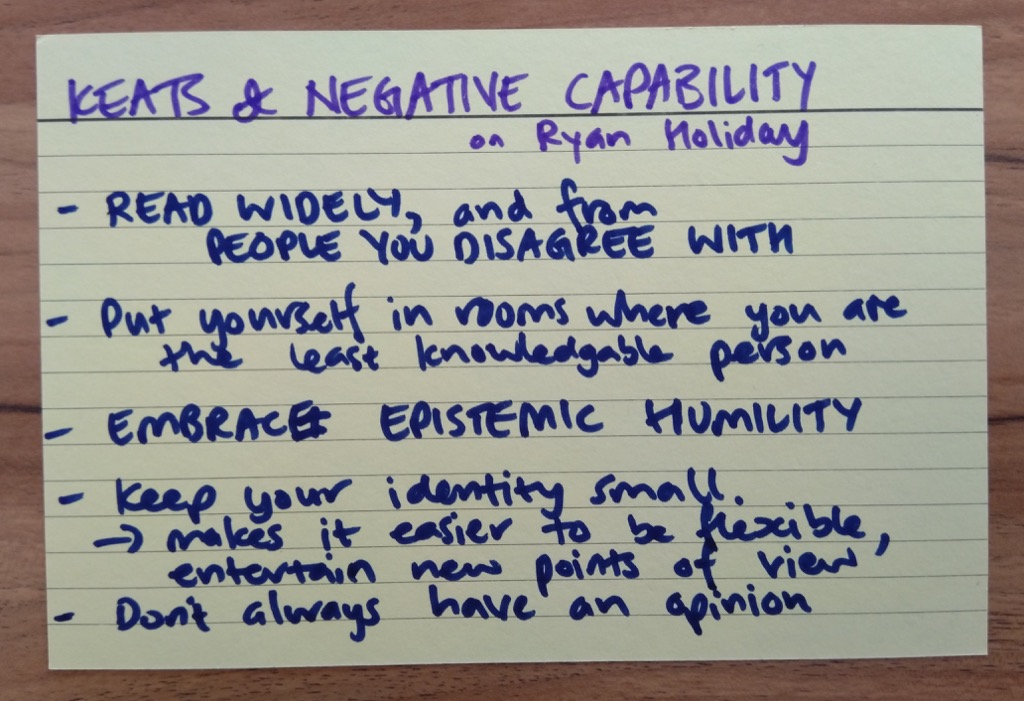 KEATS & NEGATIVE CAPABILITY
on Ryan Holiday
- READ WIDELY, and from
PEOPLE YOU DISAGREE WITH
- Put yourself in rooms where you are
the least knowledgable person
- EMBRACE EPISTEMIC HUMILITY
- Keep your identity small.
→ makes it easier to be flexible,
entertain new points of view
- Don't always have an opinion